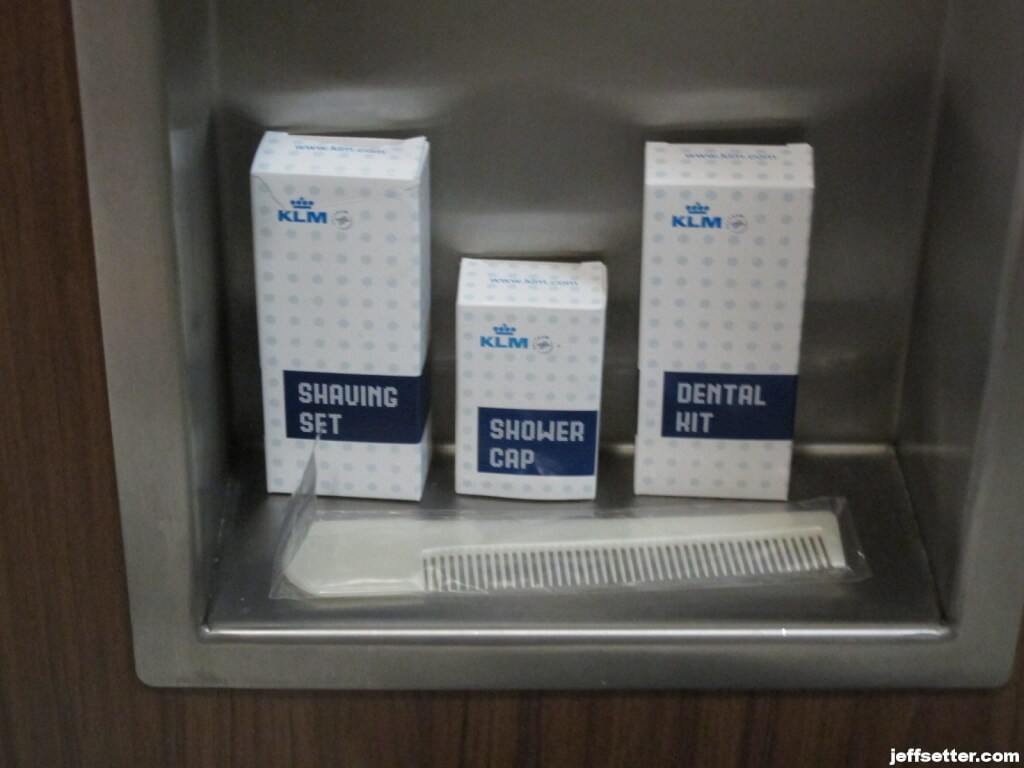 www.klm.com
KLM
SHAVING
SET
www.klm.com
KLM
SHOWER
CAP
www.klm.com
KLM
DENTAL
KIT
jeffsetter.com